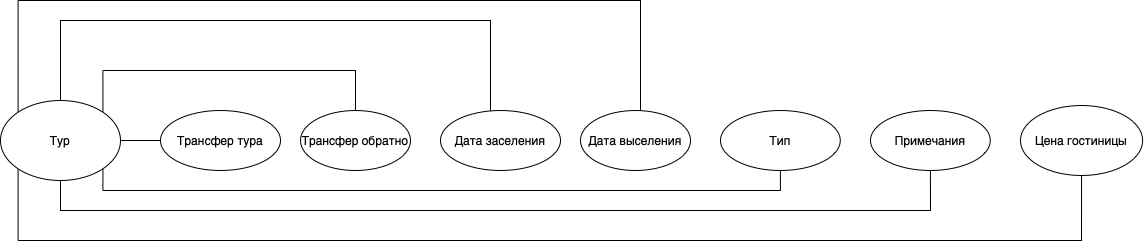 Тур
Трансфер тура
Трансфер обратно
Дата заселения
Дата выселения
Тип
Примечания
Цена гостиницы